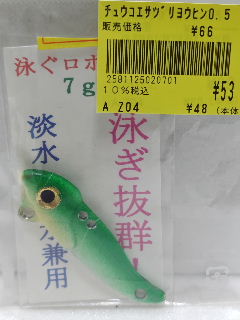 チュウコエサヅリヨウヒン0.5
販売価格
¥66
2581125020701
10%税込
¥53
A Z04
¥48
(本体
泳ぐロボ
7g
泳ぎ抜群!
淡水
水兼用